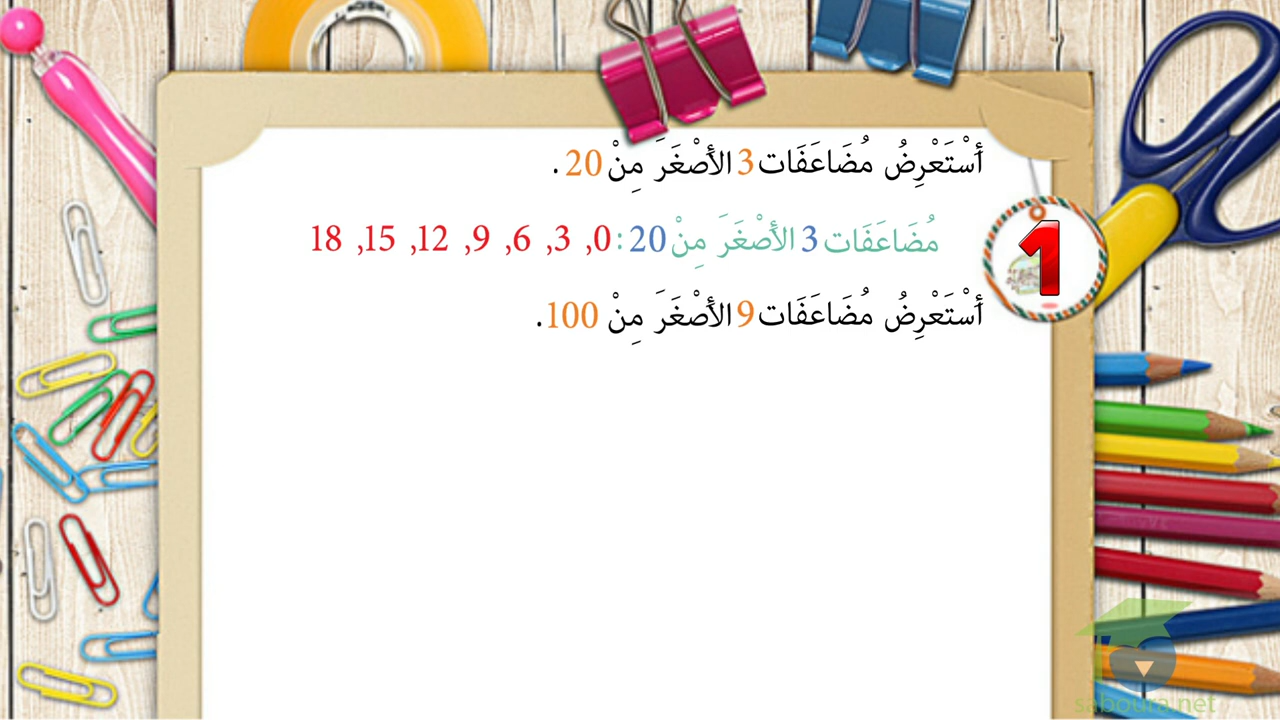 أَسْتَعْرِضُ مُضَاعَفَات 3 الأَصْغَرَ مِنْ 20 .
1
مُضَاعَفَات 3 الأَصْغَرَ مِنْ 20 : 0, 3, 6, 9, 12, 15, 18
أَسْتَعْرِضُ مُضَاعَفَات 9 الأَصْغَرَ مِنْ 100 .
saboura.net